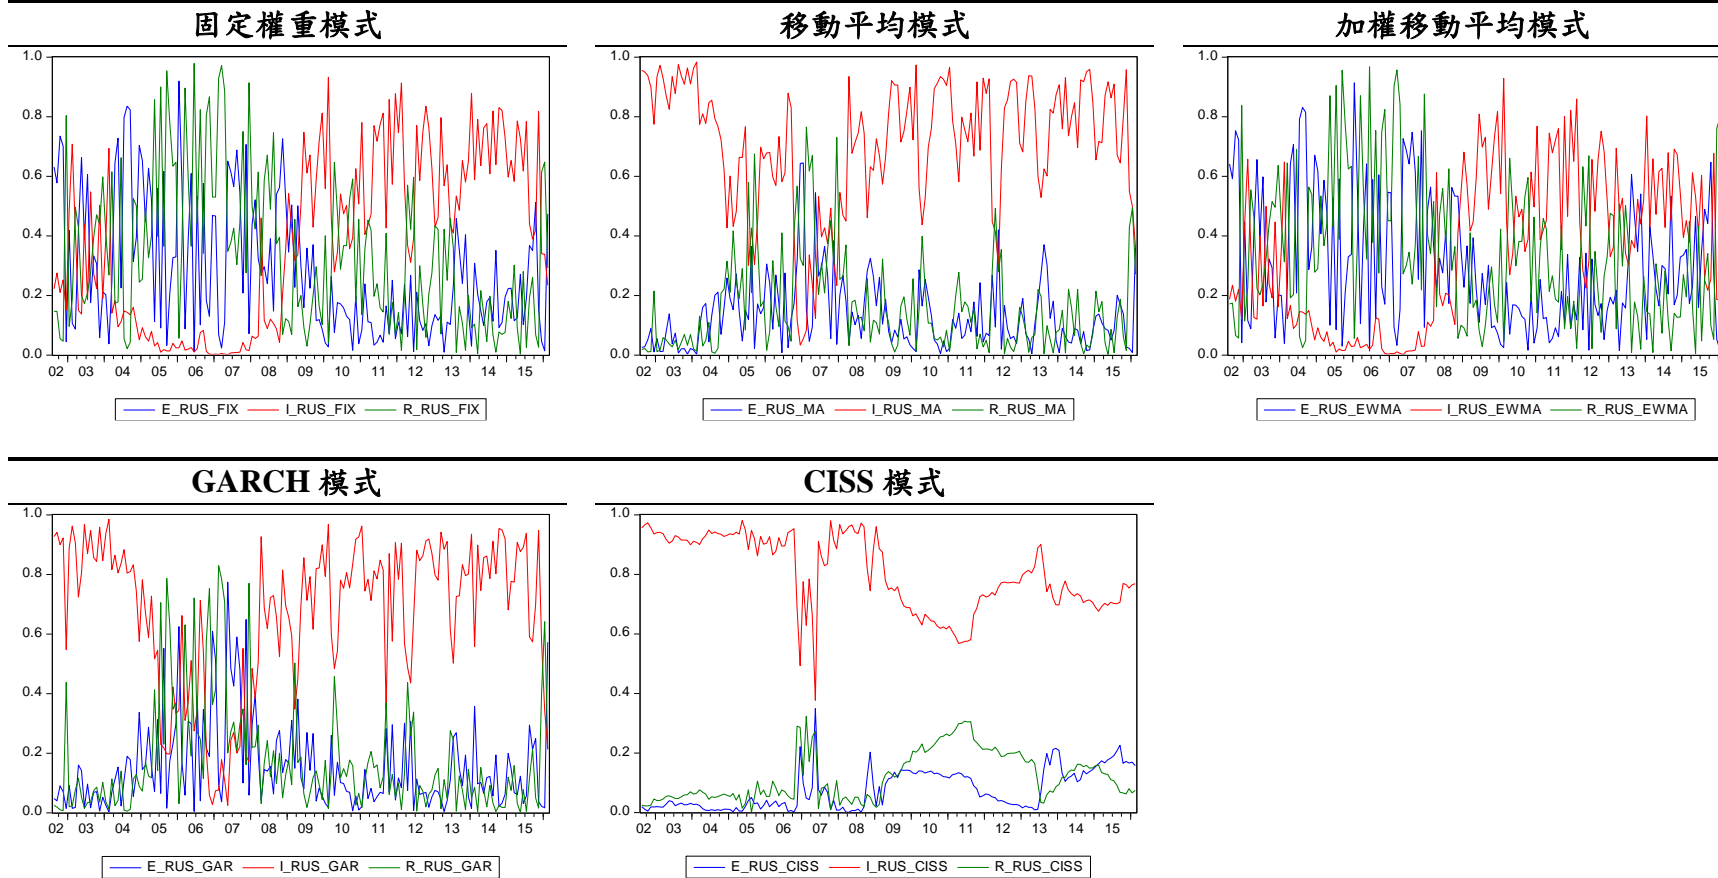 固定權重模式
移動平均模式
加權移動平均模式
1.0
0.8
0.6
0.4
0.2
0.0
02 03 04 05 06 07 08 09 10 11 12 13 14 15
E_RUS_FIX I_RUS_FIX R_RUS_FIX
1.0
0.8
0.6
0.4
0.2
0.0
02 03 04 05 06 07 08 09 10 11 12 13 14 15
E_RUS_MA I_RUS_MA R_RUS_MA
1.0
0.8
0.6
0.4
0.2
0.0
02 03 04 05 06 07 08 09 10 11 12 13 14 15
E_RUS_EWMA I_RUS_EWMA R_RUS_EWMA
GARCH 模式
CISS 模式
1.0
0.8
0.6
0.4
0.2
0.0
02 03 04 05 06 07 08 09 10 11 12 13 14 15
E_RUS_GAR I_RUS_GAR R_RUS_GAR
1.0
0.8
0.6
0.4
0.2
0.0
02 03 04 05 06 07 08 09 10 11 12 13 14 15
E_RUS_CISS I_RUS_CISS R_RUS_CISS